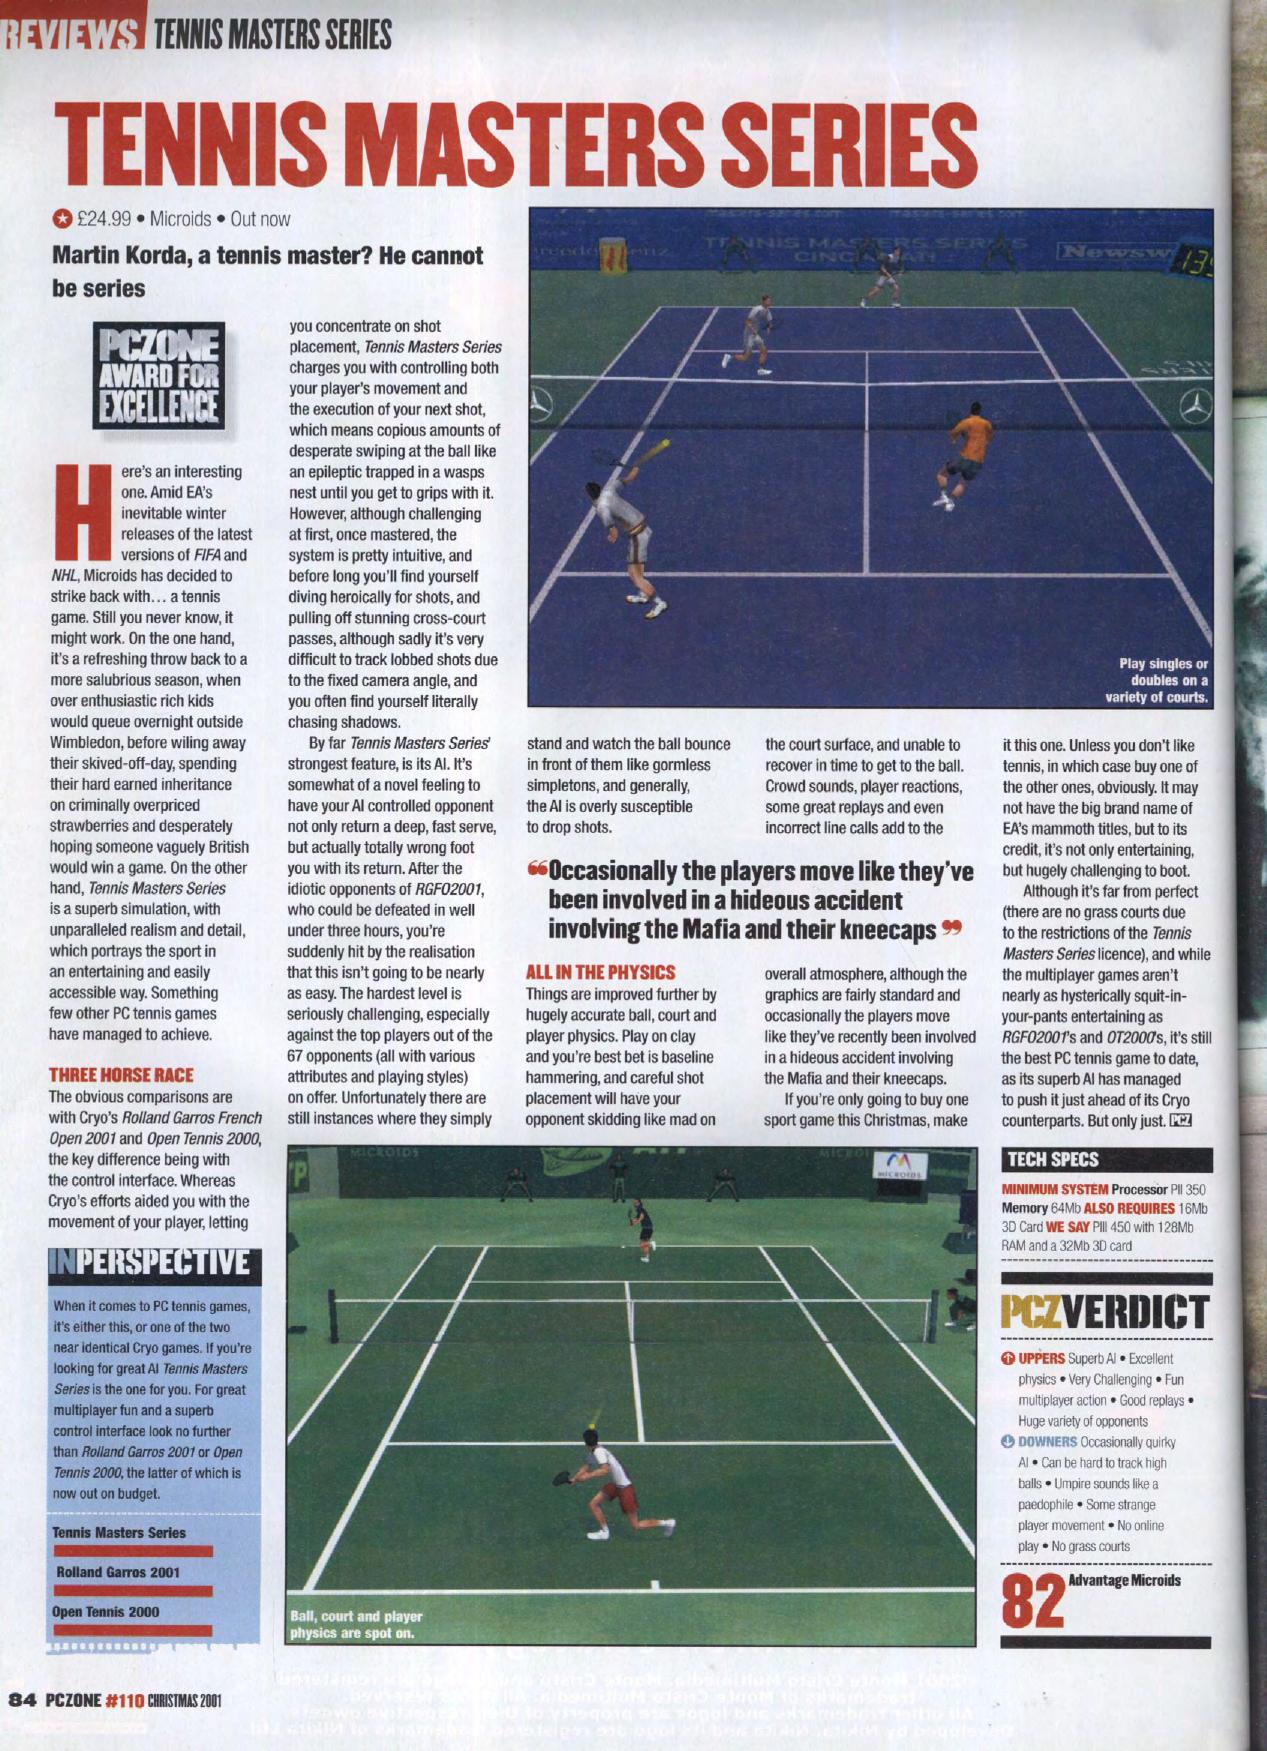 REVIEWS TENNIS MASTERS SERIES
TENNIS MASTERS SERIES
£24.99 • Microids • Out now
Martin Korda, a tennis master? He cannot
be series
PCZONE
AWARD FOR
EXCELLENCE
Here's an interesting
one. Amid EA's
inevitable winter
releases of the latest
versions of FIFA and
NHL, Microids has decided to
strike back with... a tennis
game. Still you never know, it
might work. On the one hand,
it's a refreshing throw back to a
more salubrious season, when
over enthusiastic rich kids
would queue overnight outside
Wimbledon, before wiling away
their skived-off-day, spending
their hard earned inheritance
on criminally overpriced
strawberries and desperately
hoping someone vaguely British
would win a game. On the other
hand, Tennis Masters Series
is a superb simulation, with
unparalleled realism and detail,
which portrays the sport in
an entertaining and easily
accessible way. Something
few other PC tennis games
have managed to achieve.
THREE HORSE RACE
The obvious comparisons are
with Cryo's Rolland Garros French
Open 2001 and Open Tennis 2000,
the key difference being with
the control interface. Whereas
Cryo's efforts aided you with the
movement of your player, letting
you concentrate on shot
placement, Tennis Masters Series
charges you with controlling both
your player's movement and
the execution of your next shot,
which means copious amounts of
desperate swiping at the ball like
an epileptic trapped in a wasps
nest until you get to grips with it.
However, although challenging
at first, once mastered, the
system is pretty intuitive, and
before long you'll find yourself
diving heroically for shots, and
pulling off stunning cross-court
passes, although sadly it's very
difficult to track lobbed shots due
to the fixed camera angle, and
you often find yourself literally
chasing shadows.
By far Tennis Masters Series'
strongest feature, is its AI. It's
somewhat of a novel feeling to
have your AI controlled opponent
not only return a deep, fast serve,
but actually totally wrong foot
you with its return. After the
idiotic opponents of RGFO2001,
who could be defeated in well
under three hours, you're
suddenly hit by the realisation
that this isn't going to be nearly
as easy. The hardest level is
seriously challenging, especially
against the top players out of the
67 opponents (all with various
attributes and playing styles)
on offer. Unfortunately there are
still instances where they simply
TENNIS MASTERS SERIES
CINCINNATI
Newsw
135
Play singles or
doubles on a
variety of courts.
stand and watch the ball bounce
in front of them like gormless
simpletons, and generally,
the AI is overly susceptible
to drop shots.
“Occasionally the players move like they've
been involved in a hideous accident
involving the Mafia and their kneecaps”
ALL IN THE PHYSICS
Things are improved further by
hugely accurate ball, court and
player physics. Play on clay
and you're best bet is baseline
hammering, and careful shot
placement will have your
opponent skidding like mad on
the court surface, and unable to
recover in time to get to the ball.
Crowd sounds, player reactions,
some great replays and even
incorrect line calls add to the
overall atmosphere, although the
graphics are fairly standard and
occasionally the players move
like they've recently been involved
in a hideous accident involving
the Mafia and their kneecaps.
If you're only going to buy one
sport game this Christmas, make
it this one. Unless you don't like
tennis, in which case buy one of
the other ones, obviously. It may
not have the big brand name of
EA's mammoth titles, but to its
credit, it's not only entertaining,
but hugely challenging to boot.
Although it's far from perfect
(there are no grass courts due
to the restrictions of the Tennis
Masters Series licence), and while
the multiplayer games aren't
nearly as hysterically squit-in-
your-pants entertaining as
RGFO2001's and OT2000's, it's still
the best PC tennis game to date,
as its superb AI has managed
to push it just ahead of its Cryo
counterparts. But only just. PCZ
INPERSPECTIVE
When it comes to PC tennis games,
it's either this, or one of the two
near identical Cryo games. If you're
looking for great AI Tennis Masters
Series is the one for you. For great
multiplayer fun and a superb
control interface look no further
than Rolland Garros 2001 or Open
Tennis 2000, the latter of which is
now out on budget.
Tennis Masters Series
Rolland Garros 2001
Open Tennis 2000
MICROIDS
MICROIDS
MICROIDS
Ball, court and player
physics are spot on.
TECH SPECS
MINIMUM SYSTEM Processor PII 350
Memory 64Mb ALSO REQUIRES 16Mb
3D Card WE SAY PIII 450 with 128Mb
RAM and a 32Mb 3D card
PCZVERDICT
UPPERS Superb AI • Excellent
physics • Very Challenging • Fun
multiplayer action • Good replays •
Huge variety of opponents
DOWNERS Occasionally quirky
AI • Can be hard to track high
balls • Umpire sounds like a
paedophile • Some strange
player movement • No online
play • No grass courts
82 Advantage Microids
84 PCZONE #110 CHRISTMAS 2001